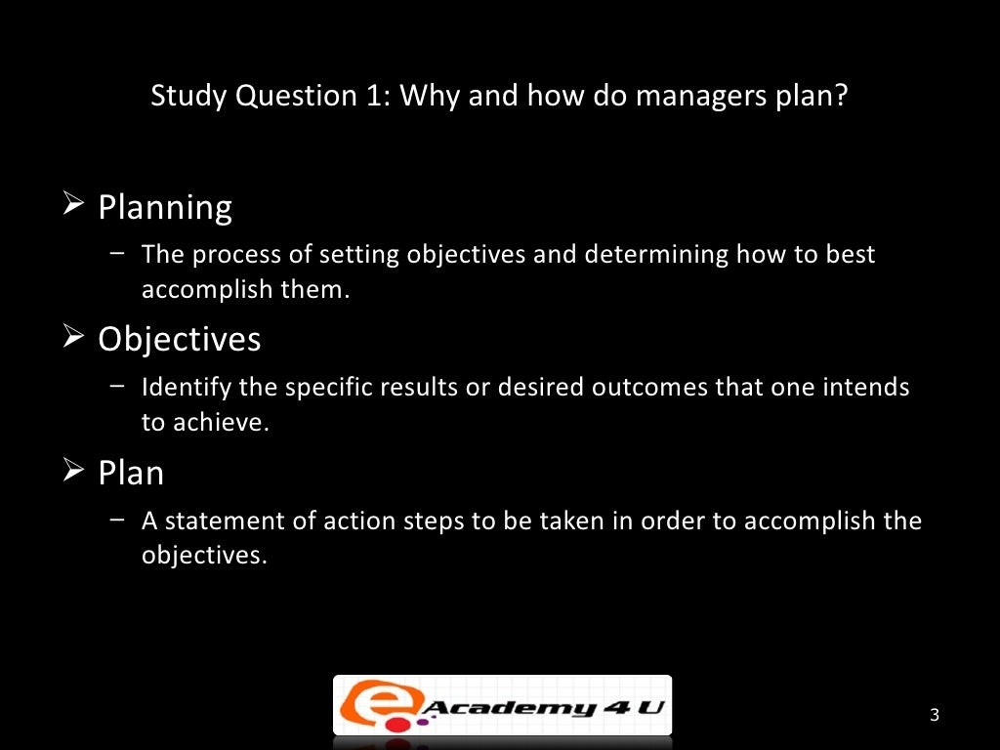 Study Question 1: Why and how do managers plan?
➢ Planning
– The process of setting objectives and determining how to best
accomplish them.
➢ Objectives
– Identify the specific results or desired outcomes that one intends
to achieve.
➢ Plan
– A statement of action steps to be taken in order to accomplish the
objectives.
e Academy 4 U
3